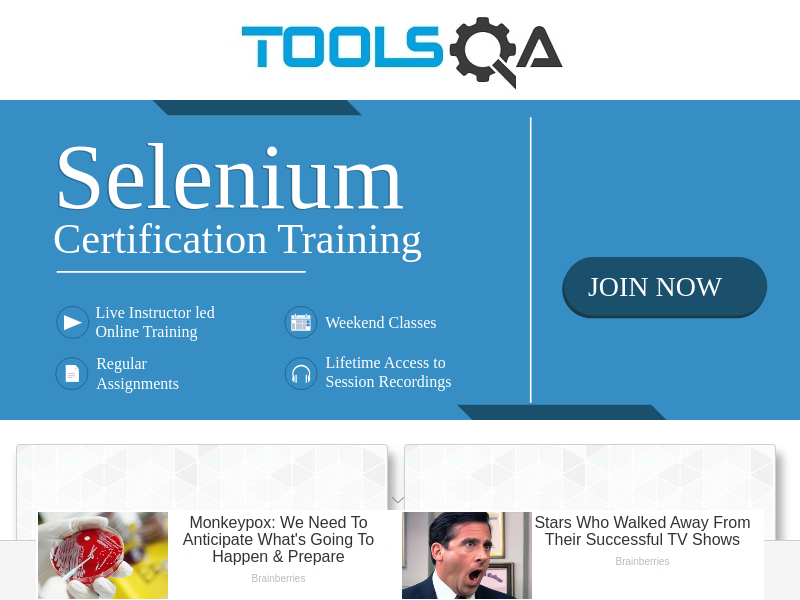 TOOLSQA
Selenium
Certification Training
JOIN NOW
Live Instructor led
Online Training
Weekend Classes
Regular
Assignments
Lifetime Access to
Session Recordings
Monkeypox: We Need To
Anticipate What's Going To
Happen & Prepare
Brainberries
Stars Who Walked Away From
Their Successful TV Shows
Brainberries